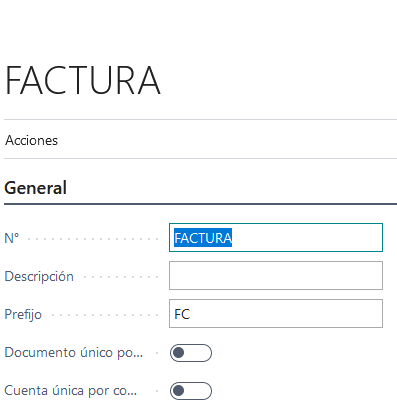 FACTURA
Acciones
General
N° FACTURA
Descripción
Prefijo FC
Documento único po...
Cuenta única por co...